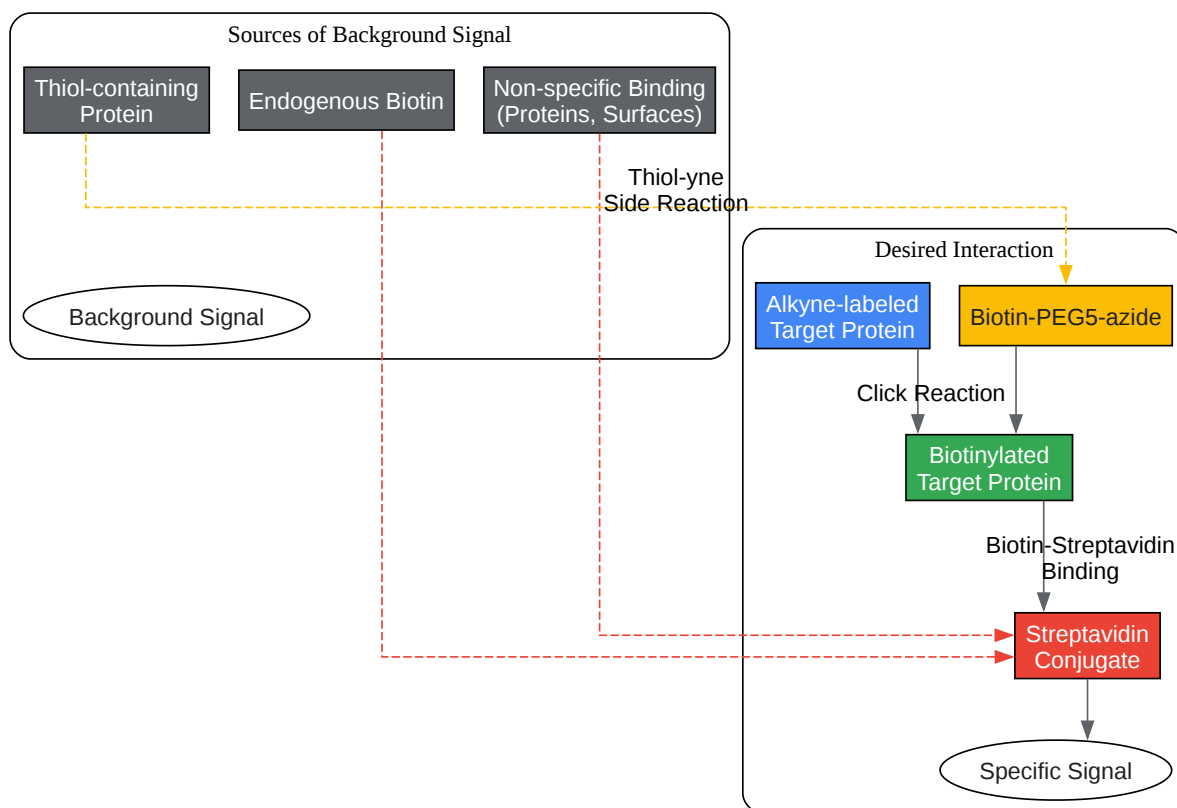 Sources of Background Signal
Thiol-containing
Protein
Endogenous Biotin
Non-specific Binding
(Proteins, Surfaces)
Thiol-yne
Side Reaction
Background Signal
Desired Interaction
Alkyne-labeled
Target Protein
Biotin-PEG5-azide
Click Reaction
Biotinylated
Target Protein
Biotin-Streptavidin
Binding
Streptavidin
Conjugate
Specific Signal